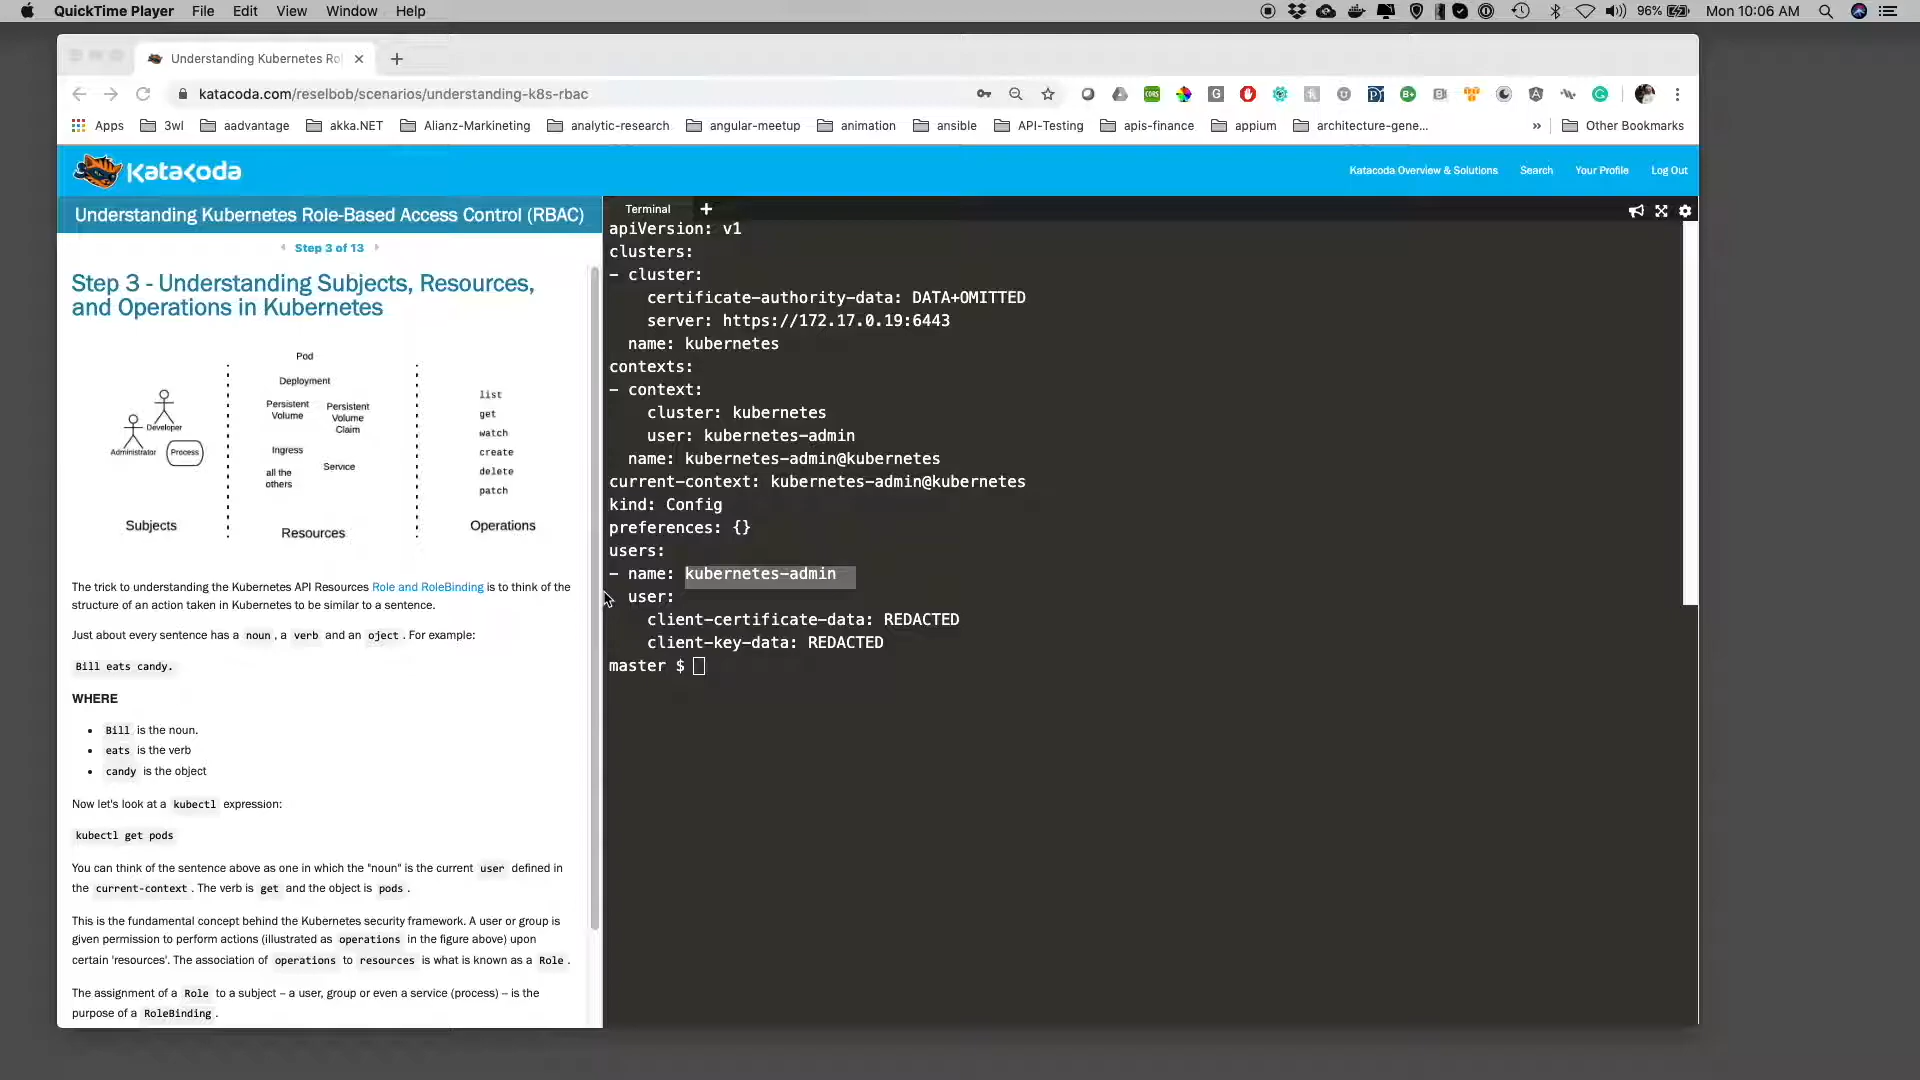 QuickTime Player File Edit View Window Help 96% Mon 10:06 AM
Understanding Kubernetes Ro
katacoda.com/reselbob/scenarios/understanding-k8s-rbac
Apps 3wl aadvantage akka.NET Alianz-Markineting analytic-research angular-meetup animation ansible API-Testing apis-finance appium architecture-gene... » Other Bookmarks
Katacoda
Katacoda Overview & Solutions Search Your Profile Log Out
Understanding Kubernetes Role-Based Access Control (RBAC)
Step 3 of 13
Step 3 - Understanding Subjects, Resources,
and Operations in Kubernetes
Developer
Administrator
Process
Subjects
Pod
Deployment
Persistent
Volume
Persistent
Volume
Claim
Ingress
Service
all the
others
Resources
list
get
watch
create
delete
patch
Operations
The trick to understanding the Kubernetes API Resources Role and RoleBinding is to think of the
structure of an action taken in Kubernetes to be similar to a sentence.
Just about every sentence has a noun , a verb and an oject . For example:
Bill eats candy.
WHERE
• Bill is the noun.
• eats is the verb
• candy is the object
Now let's look at a kubectl expression:
kubectl get pods
You can think of the sentence above as one in which the "noun" is the current user defined in
the current-context . The verb is get and the object is pods .
This is the fundamental concept behind the Kubernetes security framework. A user or group is
given permission to perform actions (illustrated as operations in the figure above) upon
certain 'resources'. The association of operations to resources is what is known as a Role .
The assignment of a Role to a subject – a user, group or even a service (process) – is the
purpose of a RoleBinding .
Terminal +
apiVersion: v1
clusters:
- cluster:
    certificate-authority-data: DATA+OMITTED
    server: https://172.17.0.19:6443
  name: kubernetes
contexts:
- context:
    cluster: kubernetes
    user: kubernetes-admin
  name: kubernetes-admin@kubernetes
current-context: kubernetes-admin@kubernetes
kind: Config
preferences: {}
users:
- name: kubernetes-admin
  user:
    client-certificate-data: REDACTED
    client-key-data: REDACTED
master $